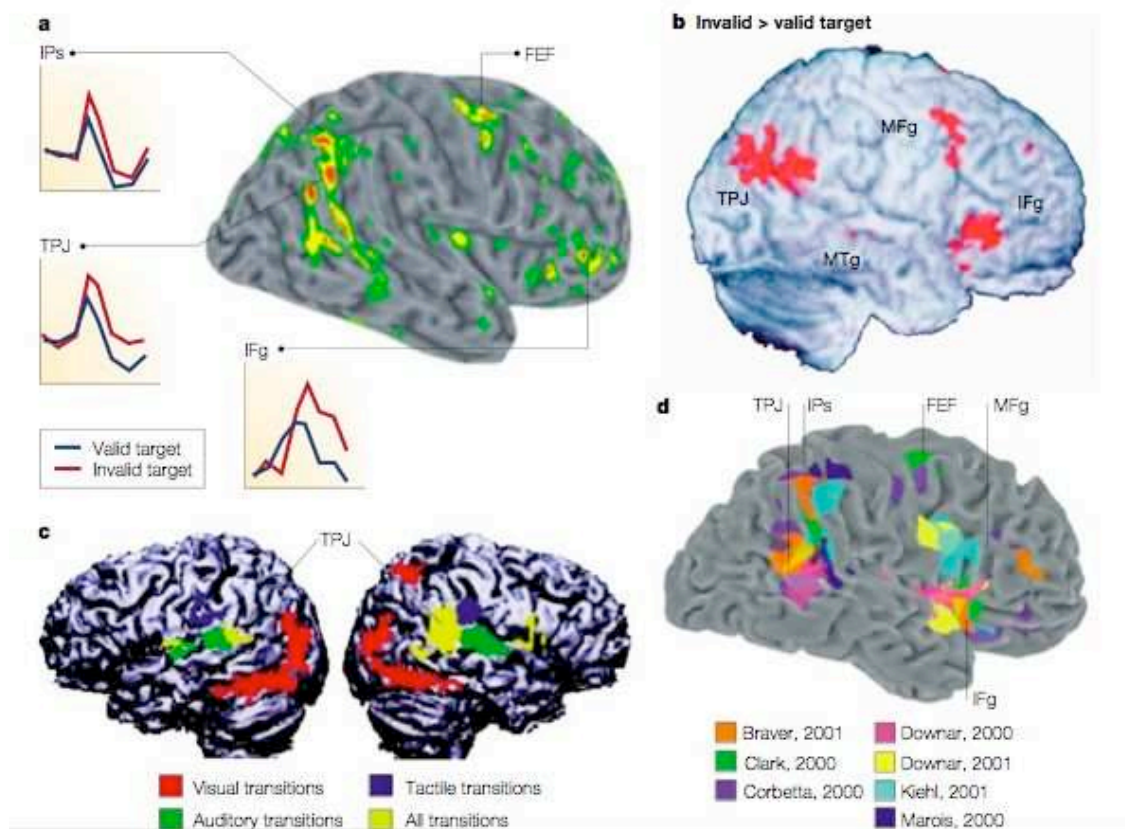 a
IPs
FEF
TPJ
IFg
Valid target
Invalid target
b Invalid > valid target
MFg
TPJ
IFg
MTg
c
TPJ
Visual transitions
Tactile transitions
Auditory transitions
All transitions
d
TPJ
IPs
FEF
MFg
IFg
Braver, 2001
Downar, 2000
Clark, 2000
Downar, 2001
Corbetta, 2000
Kiehl, 2001
Marois, 2000